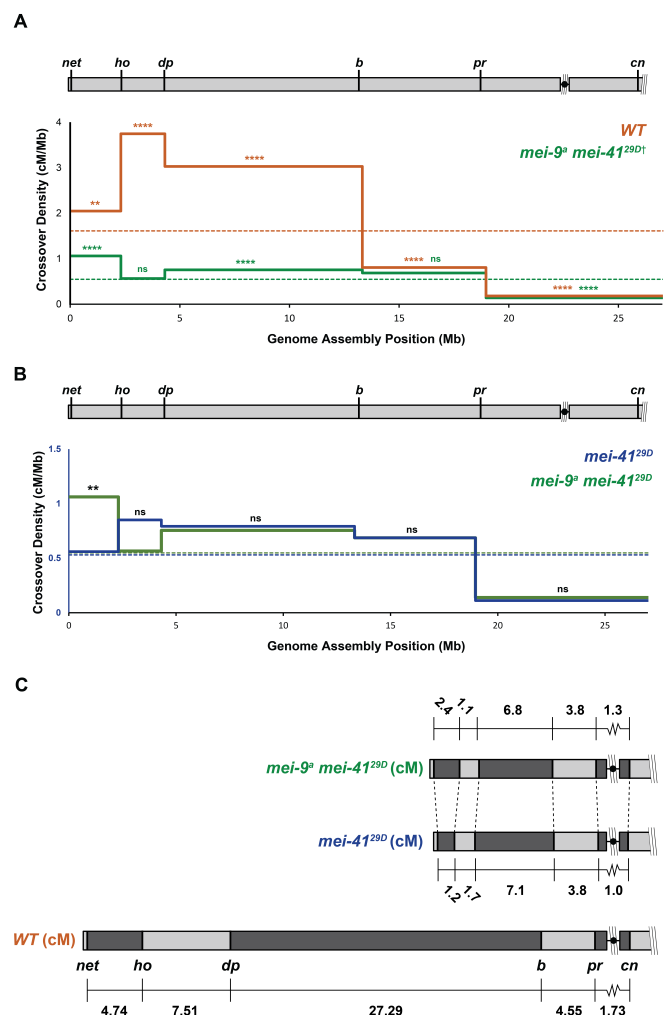 A
net ho dp b pr cn
4
3
2
1
0
Crossover Density (cM/Mb)
WT
mei-9ᵃ mei-41²⁹ᴰ†
** **** **** **** ns **** ****
**** ns ****
0 5 10 15 20 25
Genome Assembly Position (Mb)
B
net ho dp b pr cn
1.5
1
0.5
0
Crossover Density (cM/Mb)
mei-41²⁹ᴰ
mei-9ᵃ mei-41²⁹ᴰ
** ns ns ns ns
0 5 10 15 20 25
Genome Assembly Position (Mb)
C
2.4 1.1 6.8 3.8 1.3
mei-9ᵃ mei-41²⁹ᴰ (cM)
mei-41²⁹ᴰ (cM)
1.2 1.7 7.1 3.8 1.0
WT (cM)
net ho dp b pr cn
4.74 7.51 27.29 4.55 1.73